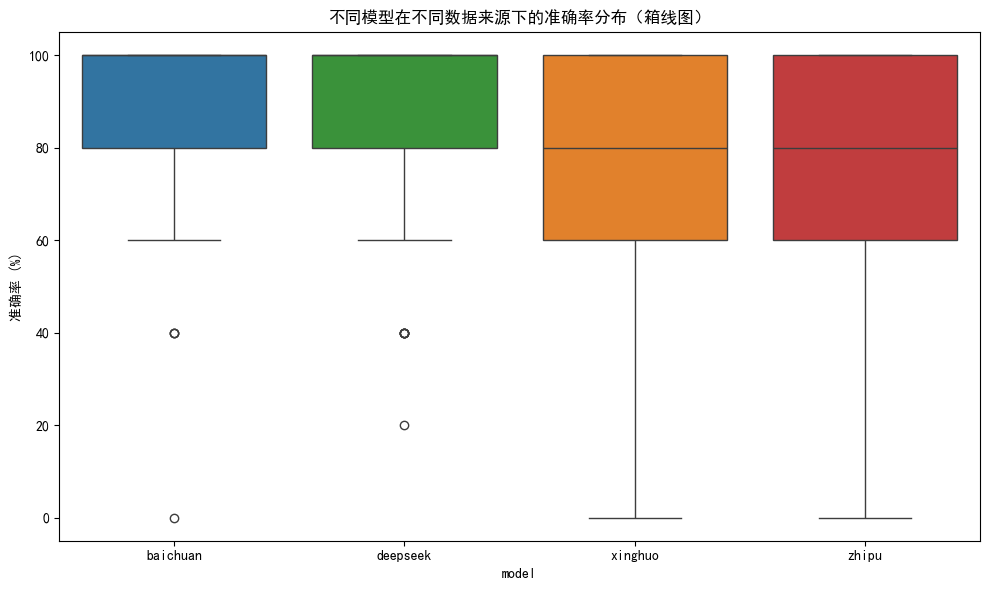 不同模型在不同数据来源下的准确率分布（箱线图）
准确率 (%)
100
80
60
40
20
0
baichuan
deepseek
xinghuo
zhipu
model